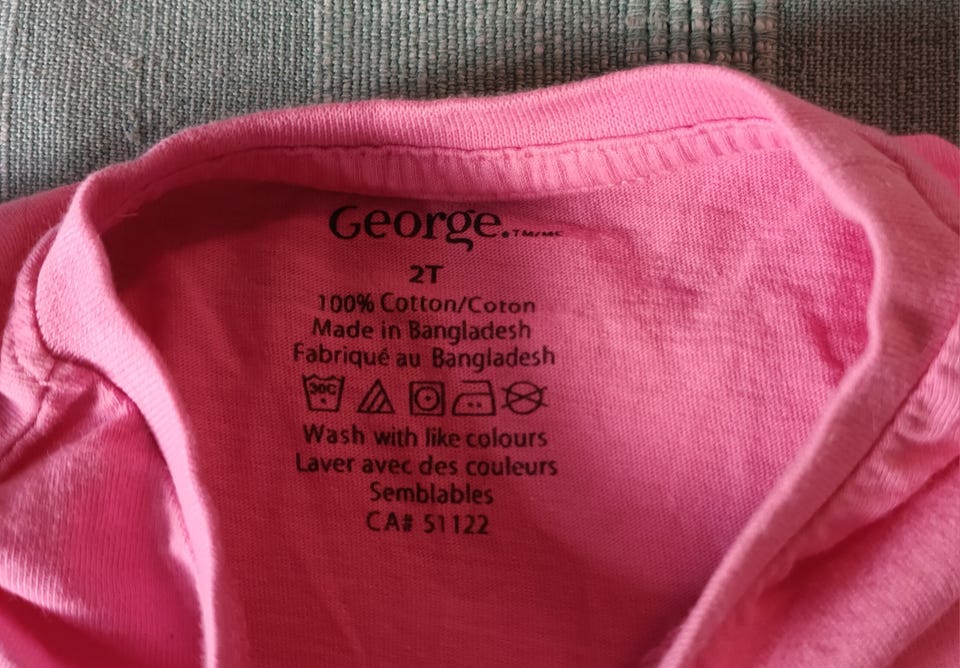 George.™/MC
2T
100% Cotton/Coton
Made in Bangladesh
Fabriqué au Bangladesh
30C
Wash with like colours
Laver avec des couleurs
Semblables
CA# 51122